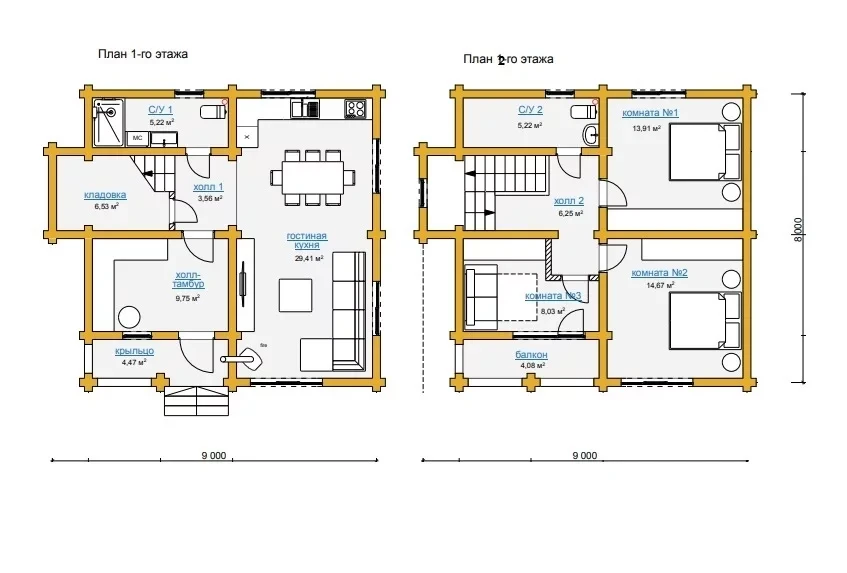 План 1-го этажа
План 2-го этажа
С/У 1
5,22 м²
МС
Х
холл 1
3,56 м²
кладовка
6,53 м²
гостиная
кухня
29,41 м²
холл-
тамбур
9,75 м²
крыльцо
4,47 м²
9 000
С/У 2
5,22 м²
комната №1
13,91 м²
холл 2
6,25 м²
комната №2
14,67 м²
комната №3
8,03 м²
балкон
4,08 м²
8 000
9 000